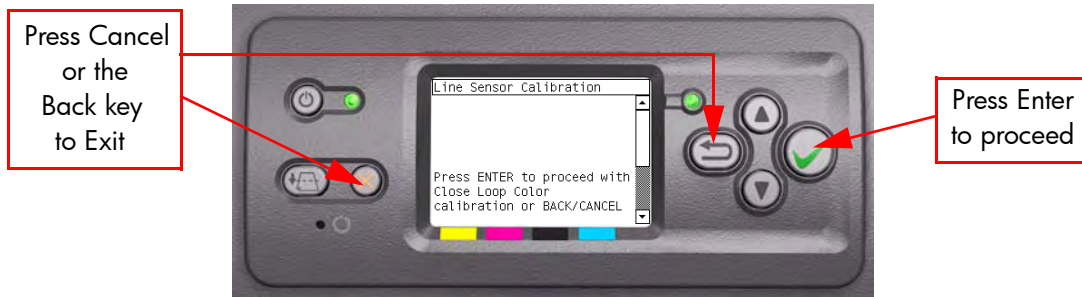 Press Cancel
or the
Back key
to Exit
Line Sensor Calibration
Press ENTER to proceed with
Close Loop Color
calibration or BACK/CANCEL
Press Enter
to proceed